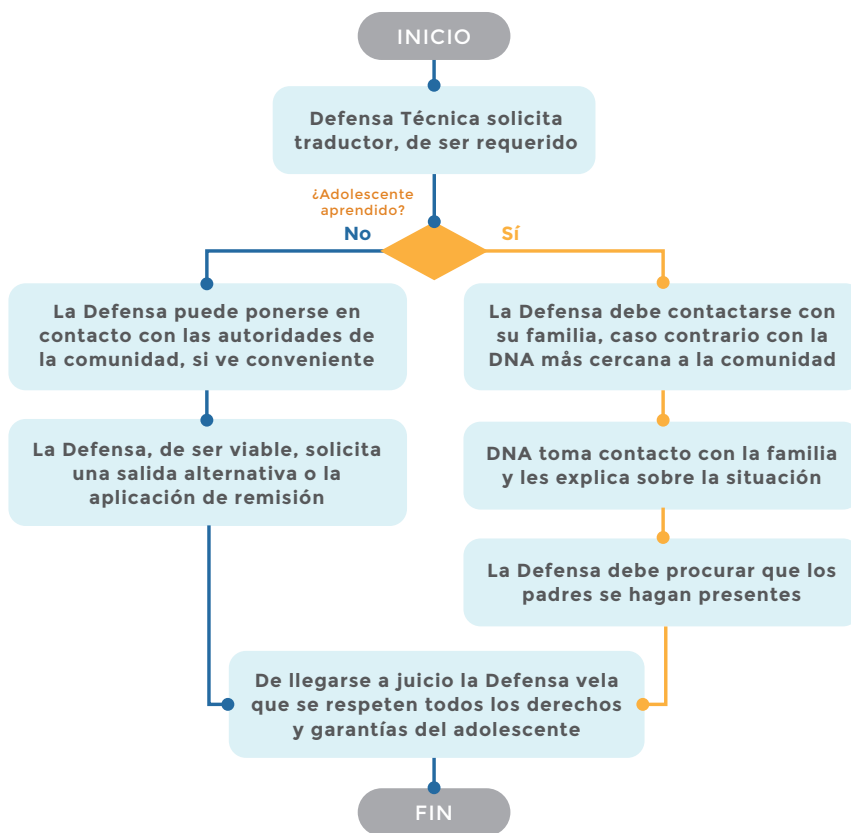 INICIO
Defensa Técnica solicita
traductor, de ser requerido
¿Adolescente
aprendido?
No
Sí
La Defensa puede ponerse en
contacto con las autoridades de
la comunidad, si ve conveniente
La Defensa debe contactarse con
su familia, caso contrario con la
DNA mås cercana a la comunidad
La Defensa, de ser viable, solicita
una salida alternativa o la
aplicación de remisión
DNA toma contacto con la familia
y les explica sobre la situación
La Defensa debe procurar que los
padres se hagan presentes
De llegarse a juicio la Defensa vela
que se respeten todos los derechos
y garantías del adolescente
FIN